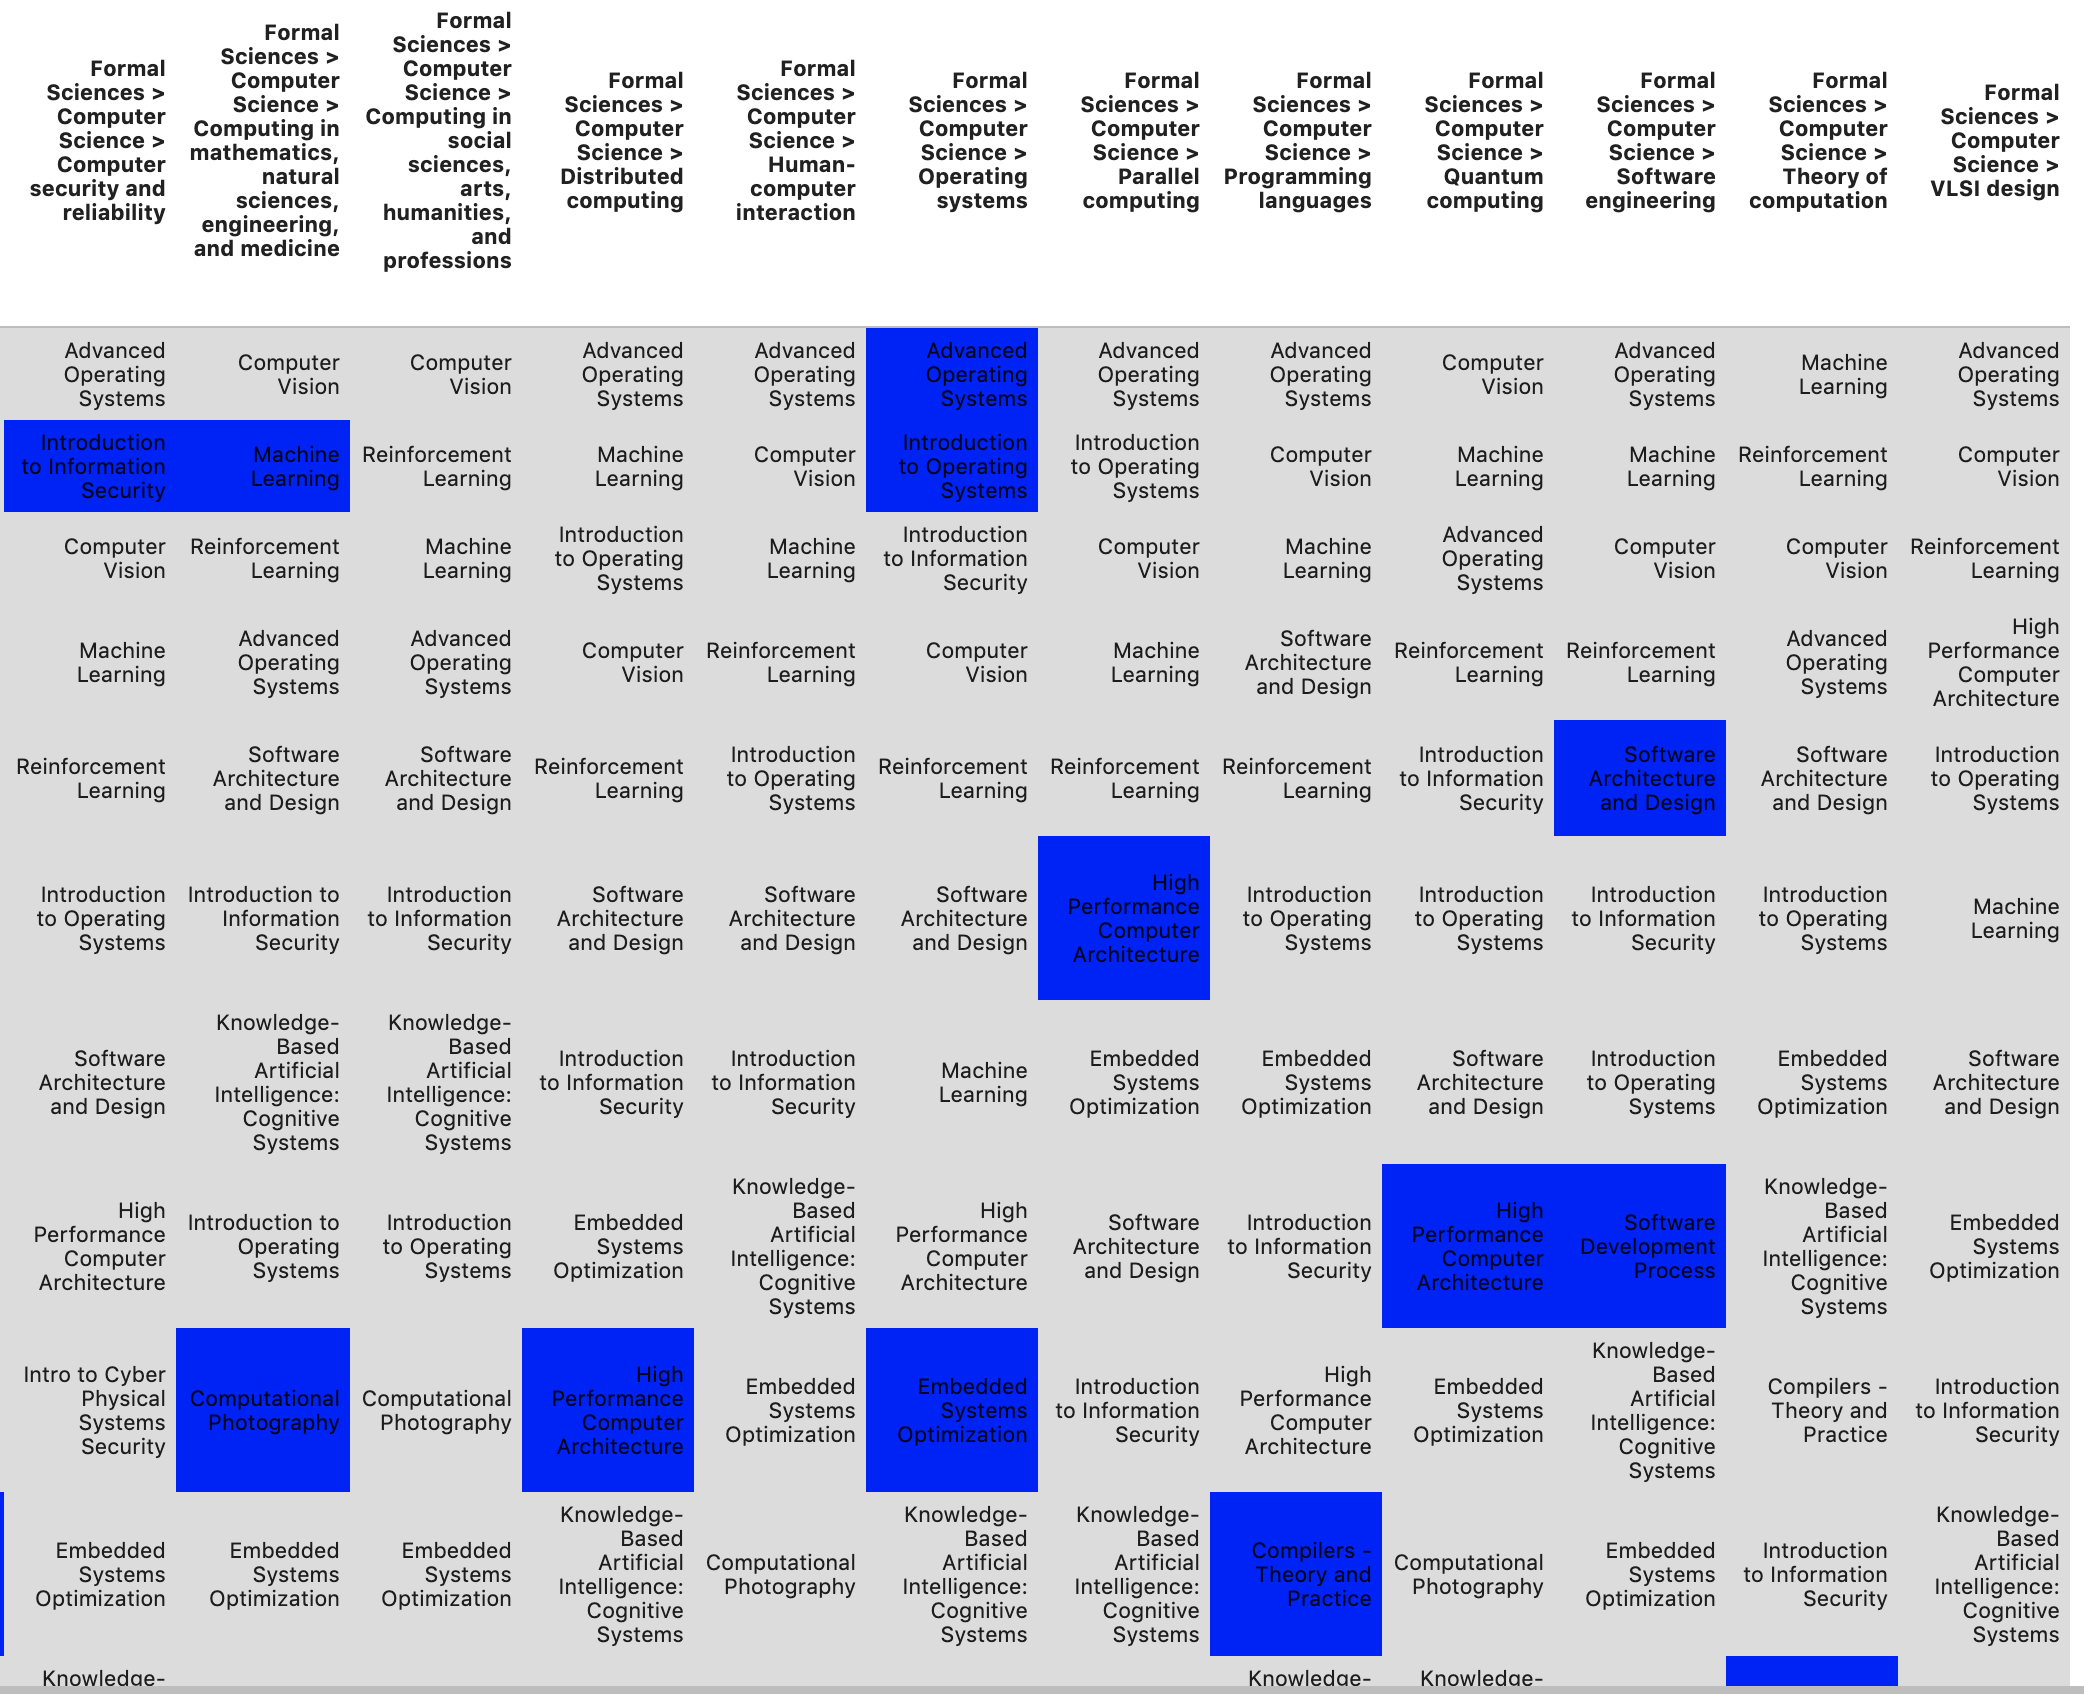 Formal
Sciences >
Computer
Science >
Computer
security and
reliability
Formal
Sciences >
Computer
Science >
Computing in
mathematics,
natural
sciences,
engineering,
and medicine
Formal
Sciences >
Computer
Science >
Computing in
social
sciences,
arts,
humanities,
and
professions
Formal
Sciences >
Computer
Science >
Distributed
computing
Formal
Sciences >
Computer
Science >
Human-
computer
interaction
Formal
Sciences >
Computer
Science >
Operating
systems
Formal
Sciences >
Computer
Science >
Parallel
computing
Formal
Sciences >
Computer
Science >
Programming
languages
Formal
Sciences >
Computer
Science >
Quantum
computing
Formal
Sciences >
Computer
Science >
Software
engineering
Formal
Sciences >
Computer
Science >
Theory of
computation
Formal
Sciences >
Computer
Science >
VLSI design
Advanced
Operating
Systems
Computer
Vision
Computer
Vision
Advanced
Operating
Systems
Advanced
Operating
Systems
Advanced
Operating
Systems
Advanced
Operating
Systems
Advanced
Operating
Systems
Computer
Vision
Advanced
Operating
Systems
Machine
Learning
Advanced
Operating
Systems
Introduction
to Information
Security
Machine
Learning
Reinforcement
Learning
Machine
Learning
Computer
Vision
Introduction
to Operating
Systems
Introduction
to Operating
Systems
Computer
Vision
Machine
Learning
Machine
Learning
Reinforcement
Learning
Computer
Vision
Computer
Vision
Reinforcement
Learning
Machine
Learning
Introduction
to Operating
Systems
Machine
Learning
Introduction
to Information
Security
Computer
Vision
Machine
Learning
Advanced
Operating
Systems
Computer
Vision
Computer
Vision
Reinforcement
Learning
Machine
Learning
Advanced
Operating
Systems
Advanced
Operating
Systems
Computer
Vision
Reinforcement
Learning
Computer
Vision
Machine
Learning
Software
Architecture
and Design
Reinforcement
Learning
Reinforcement
Learning
Advanced
Operating
Systems
High
Performance
Computer
Architecture
Reinforcement
Learning
Software
Architecture
and Design
Software
Architecture
and Design
Reinforcement
Learning
Introduction
to Operating
Systems
Reinforcement
Learning
Reinforcement
Learning
Reinforcement
Learning
Introduction
to Information
Security
Software
Architecture
and Design
Software
Architecture
and Design
Introduction
to Operating
Systems
Introduction
to Operating
Systems
Introduction to
Information
Security
Introduction
to Information
Security
Software
Architecture
and Design
Software
Architecture
and Design
Software
Architecture
and Design
High
Performance
Computer
Architecture
Introduction
to Operating
Systems
Introduction
to Operating
Systems
Introduction
to Information
Security
Introduction
to Operating
Systems
Machine
Learning
Software
Architecture
and Design
Knowledge-
Based
Artificial
Intelligence:
Cognitive
Systems
Knowledge-
Based
Artificial
Intelligence:
Cognitive
Systems
Introduction
to Information
Security
Introduction
to Information
Security
Machine
Learning
Embedded
Systems
Optimization
Embedded
Systems
Optimization
Software
Architecture
and Design
Introduction
to Operating
Systems
Embedded
Systems
Optimization
Software
Architecture
and Design
High
Performance
Computer
Architecture
Introduction to
Operating
Systems
Introduction
to Operating
Systems
Embedded
Systems
Optimization
Knowledge-
Based
Artificial
Intelligence:
Cognitive
Systems
High
Performance
Computer
Architecture
Software
Architecture
and Design
Introduction
to Information
Security
High
Performance
Computer
Architecture
Software
Development
Process
Knowledge-
Based
Artificial
Intelligence:
Cognitive
Systems
Embedded
Systems
Optimization
Intro to Cyber
Physical
Systems
Security
Computational
Photography
Computational
Photography
High
Performance
Computer
Architecture
Embedded
Systems
Optimization
Embedded
Systems
Optimization
Introduction
to Information
Security
High
Performance
Computer
Architecture
Embedded
Systems
Optimization
Knowledge-
Based
Artificial
Intelligence:
Cognitive
Systems
Compilers -
Theory and
Practice
Introduction
to Information
Security
Embedded
Systems
Optimization
Embedded
Systems
Optimization
Embedded
Systems
Optimization
Knowledge-
Based
Artificial
Intelligence:
Cognitive
Systems
Computational
Photography
Knowledge-
Based
Artificial
Intelligence:
Cognitive
Systems
Knowledge-
Based
Artificial
Intelligence:
Cognitive
Systems
Compilers -
Theory and
Practice
Computational
Photography
Embedded
Systems
Optimization
Introduction
to Information
Security
Knowledge-
Based
Artificial
Intelligence:
Cognitive
Systems
Knowledge-
Knowledge-
Knowledge-